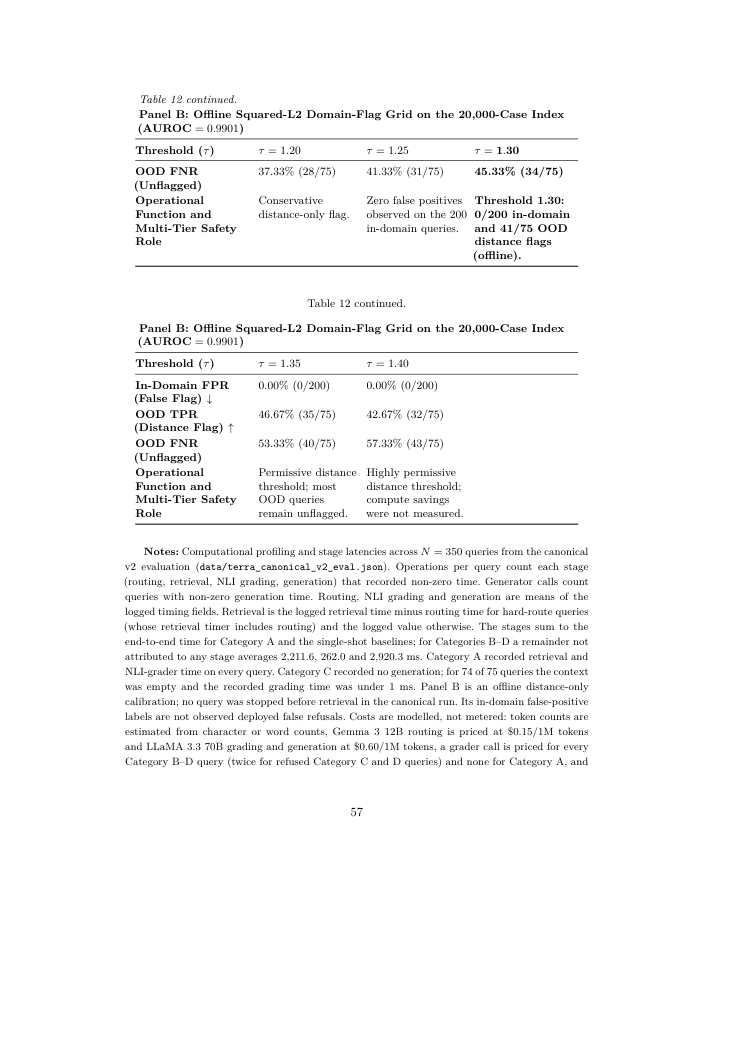 Table 12 continued.
Panel B: Offline Squared-L2 Domain-Flag Grid on the 20,000-Case Index
(AUROC = 0.9901)
Threshold (τ) τ = 1.20 τ = 1.25 τ = 1.30
OOD FNR 37.33% (28/75) 41.33% (31/75) 45.33% (34/75)
(Unflagged)
Operational Conservative Zero false positives Threshold 1.30:
Function and distance-only flag. observed on the 200 0/200 in-domain
Multi-Tier Safety in-domain queries. and 41/75 OOD
Role distance flags
(offline).
Table 12 continued.
Panel B: Offline Squared-L2 Domain-Flag Grid on the 20,000-Case Index
(AUROC = 0.9901)
Threshold (τ) τ = 1.35 τ = 1.40
In-Domain FPR 0.00% (0/200) 0.00% (0/200)
(False Flag) ↓
OOD TPR 46.67% (35/75) 42.67% (32/75)
(Distance Flag) ↑
OOD FNR 53.33% (40/75) 57.33% (43/75)
(Unflagged)
Operational Permissive distance Highly permissive
Function and threshold; most distance threshold;
Multi-Tier Safety OOD queries compute savings
Role remain unflagged. were not measured.
Notes: Computational profiling and stage latencies across N = 350 queries from the canonical
v2 evaluation (data/terra_canonical_v2_eval.json). Operations per query count each stage
(routing, retrieval, NLI grading, generation) that recorded non-zero time. Generator calls count
queries with non-zero generation time. Routing, NLI grading and generation are means of the
logged timing fields. Retrieval is the logged retrieval time minus routing time for hard-route queries
(whose retrieval timer includes routing) and the logged value otherwise. The stages sum to the
end-to-end time for Category A and the single-shot baselines; for Categories B–D a remainder not
attributed to any stage averages 2,211.6, 262.0 and 2,920.3 ms. Category A recorded retrieval and
NLI-grader time on every query. Category C recorded no generation; for 74 of 75 queries the context
was empty and the recorded grading time was under 1 ms. Panel B is an offline distance-only
calibration; no query was stopped before retrieval in the canonical run. Its in-domain false-positive
labels are not observed deployed false refusals. Costs are modelled, not metered: token counts are
estimated from character or word counts, Gemma 3 12B routing is priced at $0.15/1M tokens
and LLaMA 3.3 70B grading and generation at $0.60/1M tokens, a grader call is priced for every
Category B–D query (twice for refused Category C and D queries) and none for Category A, and
57